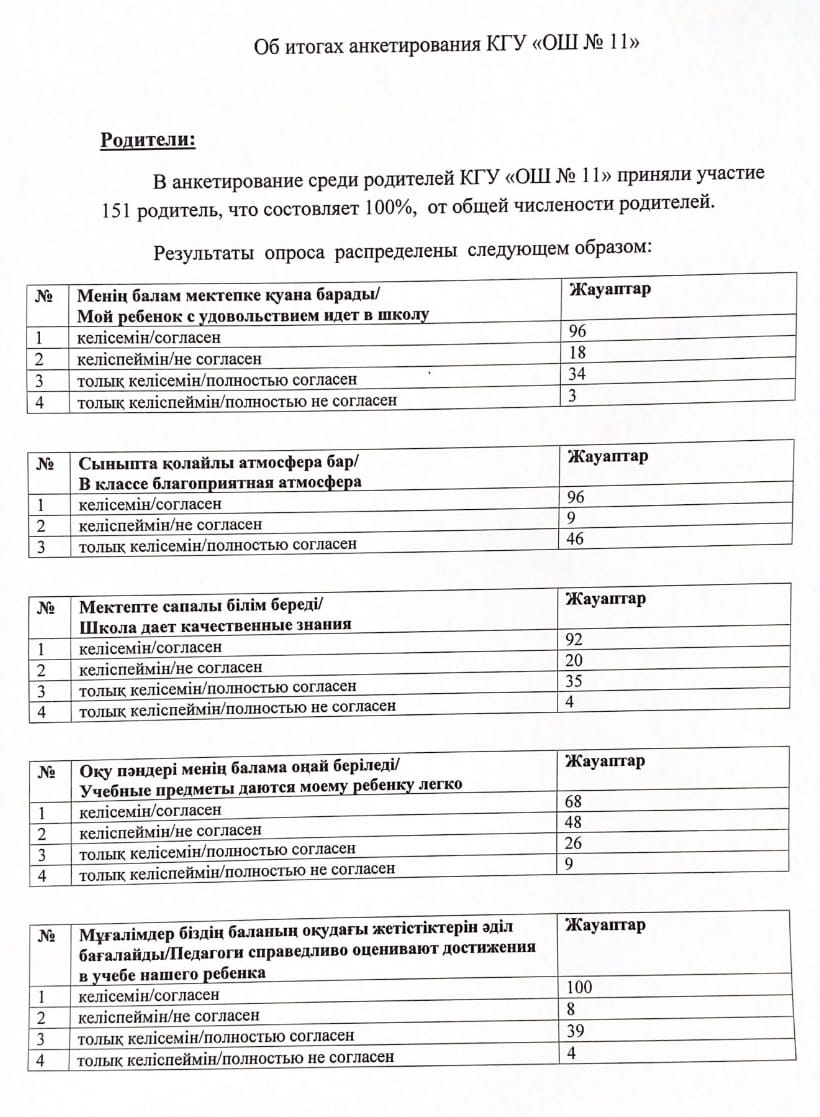 Об итогах анкетирования КГУ «ОШ № 11»
Родители:
В анкетирование среди родителей КГУ «ОШ № 11» приняли участие
151 родитель, что состовляет 100%, от общей числености родителей.
Результаты опроса распределены следующем образом:
№ Менің балам мектепке қуана барады/ Жауаптар
Мой ребенок с удовольствием идет в школу
1 келісемін/согласен 96
2 келіспеймін/не согласен 18
3 толық келісемін/полностью согласен 34
4 толық келіспеймін/полностью не согласен 3
№ Сыныпта қолайлы атмосфера бар/ Жауаптар
В классе благоприятная атмосфера
1 келісемін/согласен 96
2 келіспеймін/не согласен 9
3 толық келісемін/полностью согласен 46
№ Мектепте сапалы білім береді/ Жауаптар
Школа дает качественные знания
1 келісемін/согласен 92
2 келіспеймін/не согласен 20
3 толық келісемін/полностью согласен 35
4 толық келіспеймін/полностью не согласен 4
№ Оқу пәндері менің балама оңай беріледі/ Жауаптар
Учебные предметы даются моему ребенку легко
1 келісемін/согласен 68
2 келіспеймін/не согласен 48
3 толық келісемін/полностью согласен 26
4 толық келіспеймін/полностью не согласен 9
№ Мұғалімдер біздің баланың оқудағы жетістіктерін әділ Жауаптар
бағалайды/Педагоги справедливо оценивают достижения
в учебе нашего ребенка
1 келісемін/согласен 100
2 келіспеймін/не согласен 8
3 толық келісемін/полностью согласен 39
4 толық келіспеймін/полностью не согласен 4